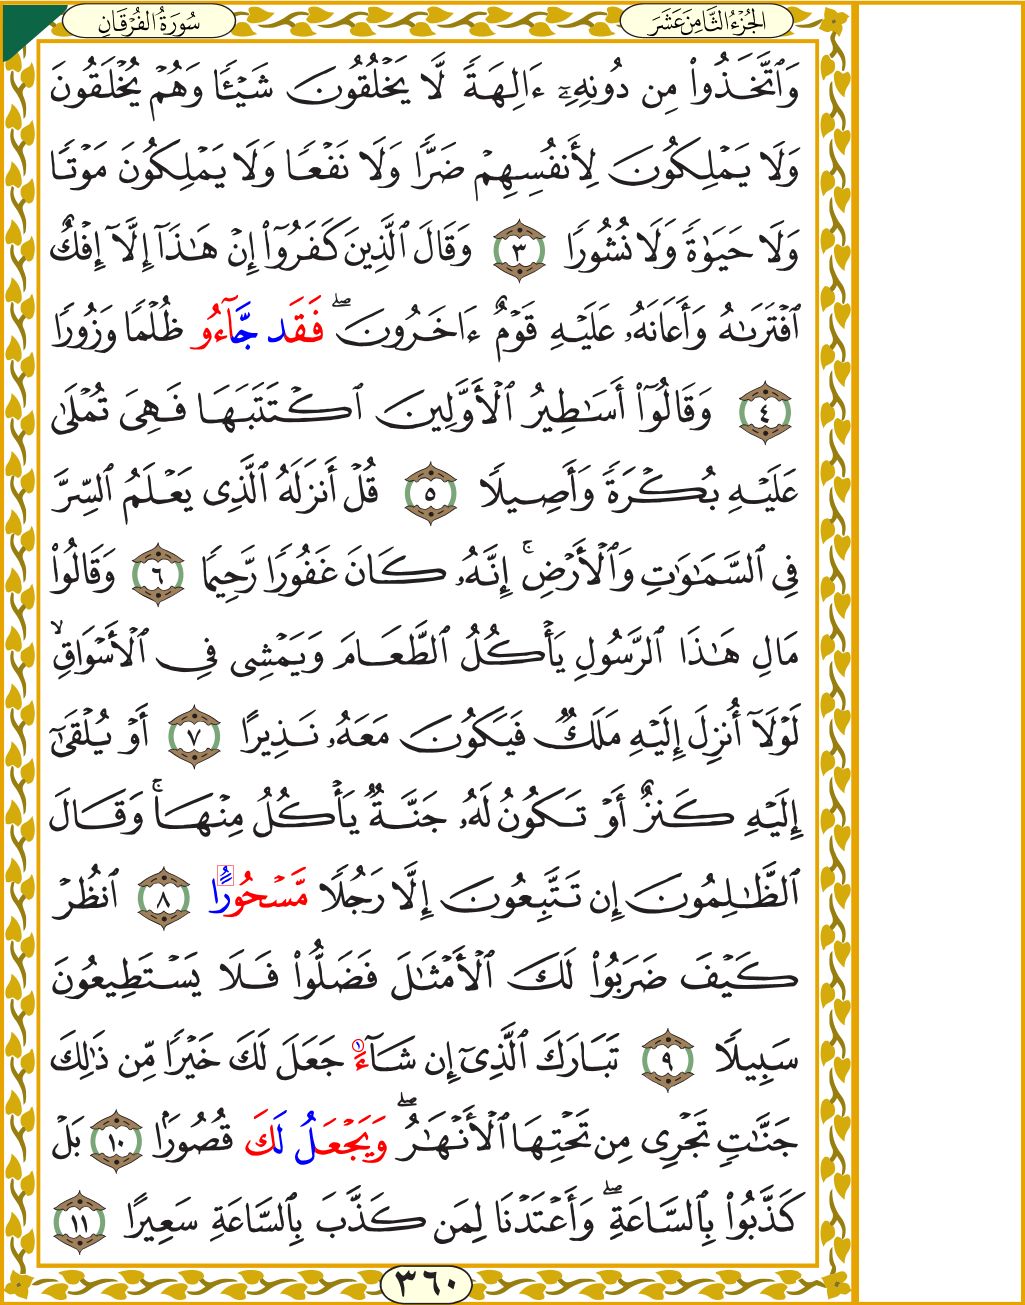 الجُزْءُ الثَّامِنَ عَشَرَ
سُورَةُ الفُرْقَانِ
وَٱتَّخَذُوا۟ مِن دُونِهِۦٓ ءَالِهَةً لَّا يَخْلُقُونَ شَيْـًٔا وَهُمْ يُخْلَقُونَ
وَلَا يَمْلِكُونَ لِأَنفُسِهِمْ ضَرًّا وَلَا نَفْعًا وَلَا يَمْلِكُونَ مَوْتًا
وَلَا حَيَوٰةً وَلَا نُشُورًا ٣ وَقَالَ ٱلَّذِينَ كَفَرُوٓا۟ إِنْ هَـٰذَآ إِلَّآ إِفْكٌ
ٱفْتَرَىٰهُ وَأَعَانَهُۥ عَلَيْهِ قَوْمٌ ءَاخَرُونَ ۖ فَقَد جَّآءُو ظُلْمًا وَزُورًا
٤ وَقَالُوٓا۟ أَسَـٰطِيرُ ٱلْأَوَّلِينَ ٱكْتَتَبَهَا فَهِىَ تُمْلَىٰ
عَلَيْهِ بُكْرَةً وَأَصِيلًا ٥ قُلْ أَنزَلَهُ ٱلَّذِى يَعْلَمُ ٱلسِّرَّ
فِى ٱلسَّمَـٰوَٰتِ وَٱلْأَرْضِ ۚ إِنَّهُۥ كَانَ غَفُورًا رَّحِيمًا ٦ وَقَالُوا۟
مَالِ هَـٰذَا ٱلرَّسُولِ يَأْكُلُ ٱلطَّعَامَ وَيَمْشِى فِى ٱلْأَسْوَاقِ ۙ
لَوْلَآ أُنزِلَ إِلَيْهِ مَلَكٌ فَيَكُونَ مَعَهُۥ نَذِيرًا ٧ أَوْ يُلْقَىٰٓ
إِلَيْهِ كَنزٌ أَوْ تَكُونُ لَهُۥ جَنَّةٌ يَأْكُلُ مِنْهَا ۚ وَقَالَ
ٱلظَّـٰلِمُونَ إِن تَتَّبِعُونَ إِلَّا رَجُلًا مَّسْحُورًا ٨ ٱنظُرْ
كَيْفَ ضَرَبُوا۟ لَكَ ٱلْأَمْثَـٰلَ فَضَلُّوا۟ فَلَا يَسْتَطِيعُونَ
سَبِيلًا ٩ تَبَارَكَ ٱلَّذِىٓ إِن شَآءَ ١ جَعَلَ لَكَ خَيْرًا مِّن ذَٰلِكَ
جَنَّـٰتٍ تَجْرِى مِن تَحْتِهَا ٱلْأَنْهَـٰرُ ۖ وَيَجْعَلُ لَكَ قُصُورًۢا ١٠ بَلْ
كَذَّبُوا۟ بِٱلسَّاعَةِ ۖ وَأَعْتَدْنَا لِمَن كَذَّبَ بِٱلسَّاعَةِ سَعِيرًا ١١
٣٦٠